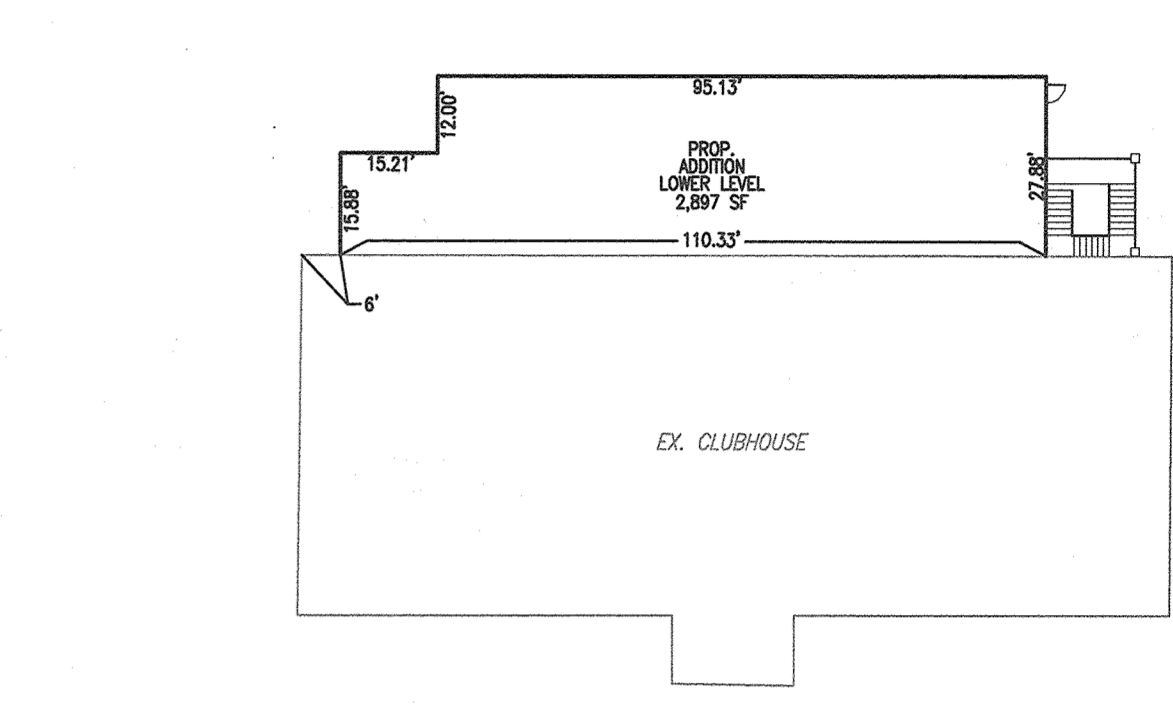 95.13'
12.00'
15.21'
PROP.
ADDITION
LOWER LEVEL
2,897 SF
27.88'
15.88'
110.33'
6'
EX. CLUBHOUSE